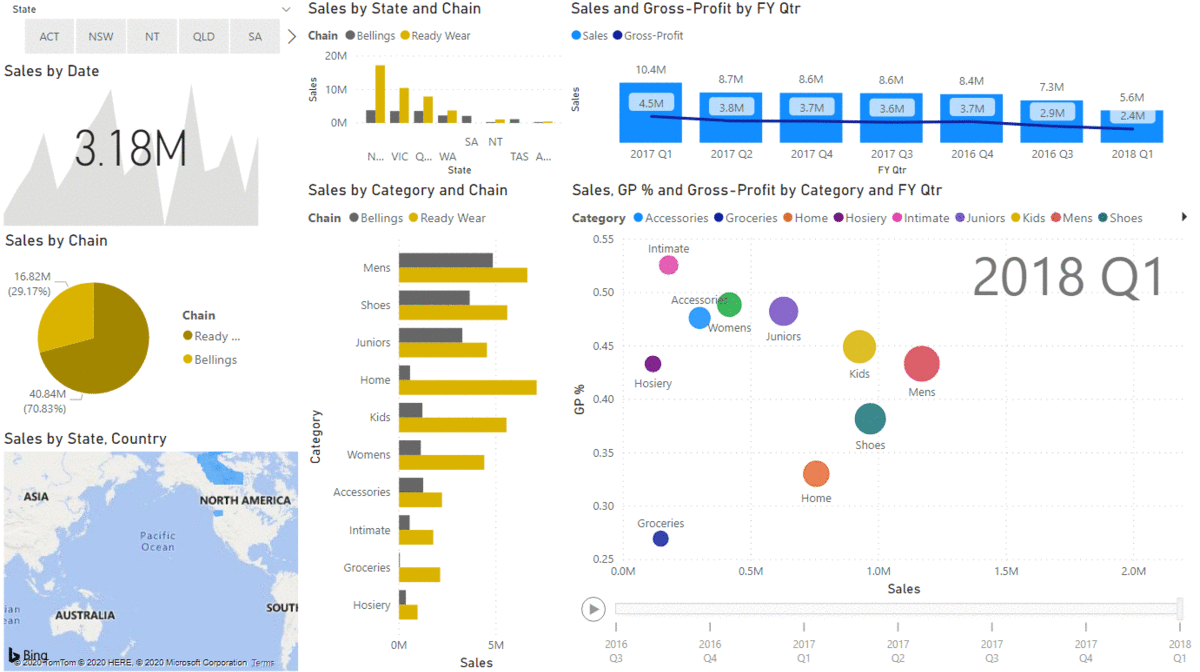 State
ACT NSW NT QLD SA
Sales by Date
3.18M
Sales by Chain
16.82M
(29.17%)
40.84M
(70.83%)
Chain
Ready ...
Bellings
Sales by State, Country
ASIA
NORTH AMERICA
Pacific
Ocean
AUSTRALIA
SOUT
ian
ean
Bing
© 2020 TomTom © 2020 HERE, © 2020 Microsoft Corporation Terms
Sales by State and Chain
Chain Bellings Ready Wear
Sales
20M
10M
0M
N... VIC Q... WA SA NT TAS A...
State
Sales by Category and Chain
Chain Bellings Ready Wear
Category
Mens
Shoes
Juniors
Home
Kids
Womens
Accessories
Intimate
Groceries
Hosiery
0M 5M
Sales
Sales and Gross-Profit by FY Qtr
Sales Gross-Profit
Sales
10.4M 8.7M 8.6M 8.6M 8.4M 7.3M 5.6M
4.5M 3.8M 3.7M 3.6M 3.7M 2.9M 2.4M
2017 Q1 2017 Q2 2017 Q4 2017 Q3 2016 Q4 2016 Q3 2018 Q1
FY Qtr
Sales, GP % and Gross-Profit by Category and FY Qtr
Category Accessories Groceries Home Hosiery Intimate Juniors Kids Mens Shoes
2018 Q1
GP %
0.55
0.50
0.45
0.40
0.35
0.30
0.25
Intimate
Accessories
Womens
Juniors
Kids
Hosiery
Mens
Shoes
Home
Groceries
0.0M 0.5M 1.0M 1.5M 2.0M
Sales
2016 2016 2017 2017 2017 2017 2018
Q3 Q4 Q1 Q2 Q3 Q4 Q1